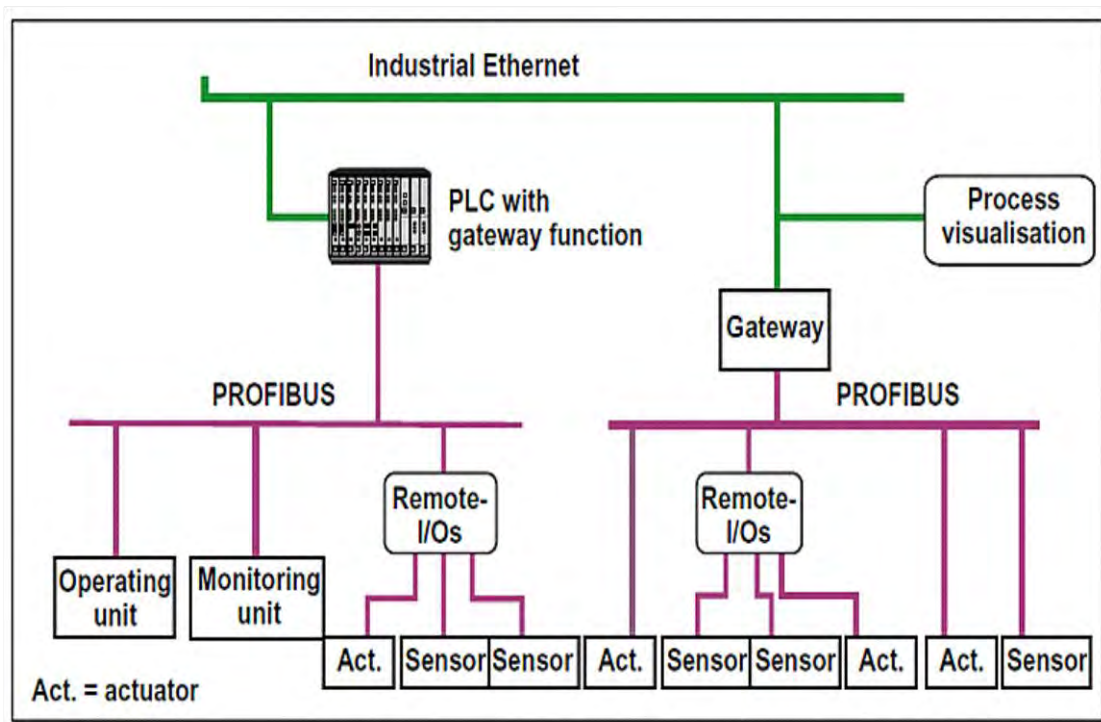 Industrial Ethernet
PLC with
gateway function
Process
visualisation
Gateway
PROFIBUS
PROFIBUS
Remote-
I/Os
Remote-
I/Os
Operating
unit
Monitoring
unit
Act.
Sensor
Sensor
Act.
Sensor
Sensor
Act.
Act.
Sensor
Act. = actuator